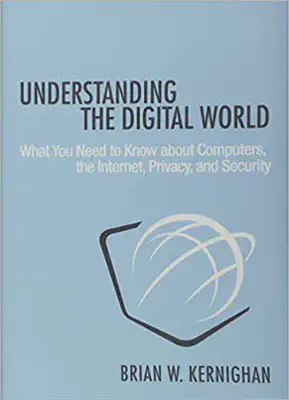 UNDERSTANDING
THE DIGITAL WORLD
What You Need to Know about Computers,
the Internet, Privacy, and Security
BRIAN W. KERNIGHAN